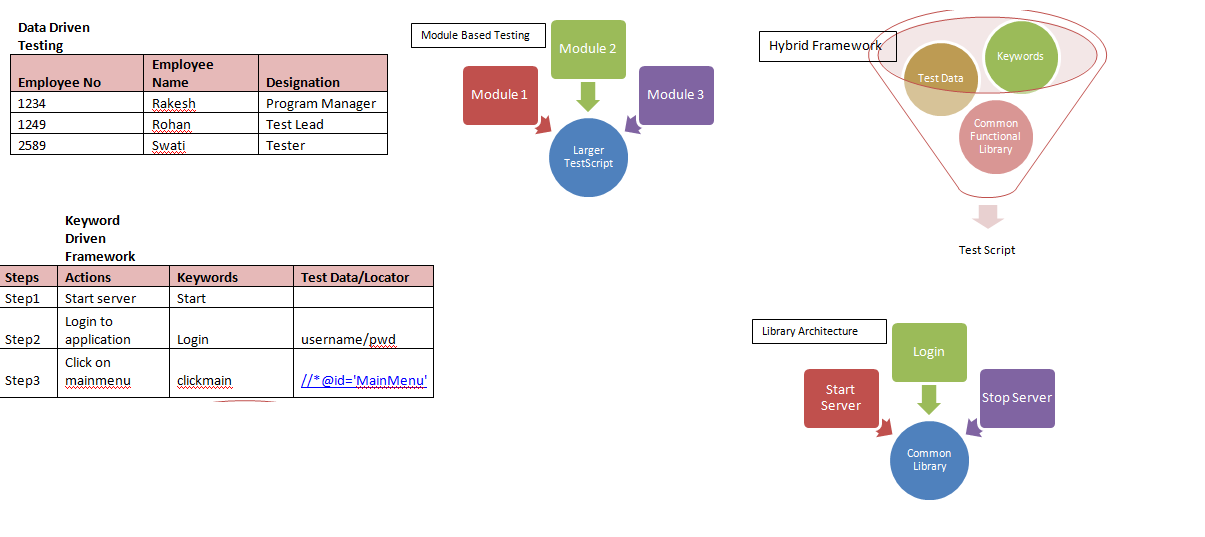 Data Driven
Testing
Employee No Employee Name Designation
1234 Rakesh Program Manager
1249 Rohan Test Lead
2589 Swati Tester
Module Based Testing
Module 2
Module 1
Module 3
Larger
TestScript
Hybrid Framework
Keywords
Test Data
Common
Functional
Library
Test Script
Keyword
Driven
Framework
Steps Actions Keywords Test Data/Locator
Step1 Start server Start
Step2 Login to application Login username/pwd
Step3 Click on mainmenu clickmain //*@id='MainMenu'
Library Architecture
Login
Start
Server
Stop Server
Common
Library